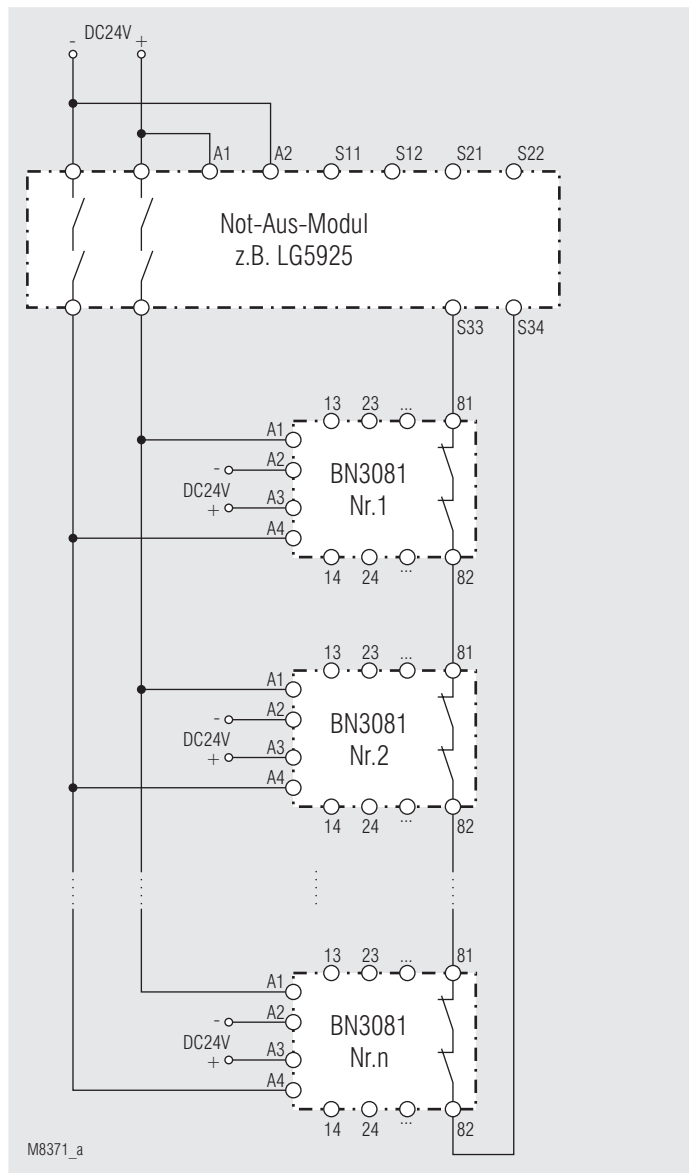 - DC24V +
A1 A2 S11 S12 S21 S22
Not-Aus-Modul
z.B. LG5925
S33 S34
13 23 ... 81
A1
A2 -
DC24V
A3 +
A4
BN3081
Nr.1
14 24 ... 82
13 23 ... 81
A1
A2 -
DC24V
A3 +
A4
BN3081
Nr.2
14 24 ... 82
13 23 ... 81
A1
A2 -
DC24V
A3 +
A4
BN3081
Nr.n
14 24 ... 82
M8371_a